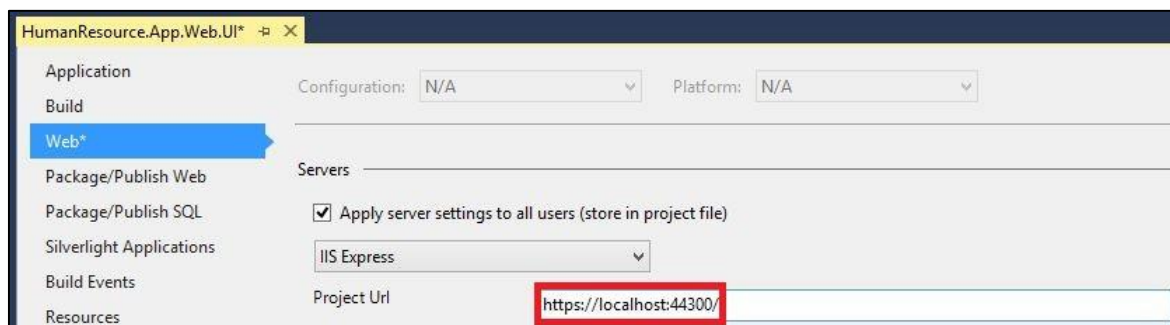 HumanResource.App.Web.UI*
Application
Build
Web*
Package/Publish Web
Package/Publish SQL
Silverlight Applications
Build Events
Resources
Configuration: N/A Platform: N/A
Servers
Apply server settings to all users (store in project file)
IIS Express
Project Url https://localhost:44300/